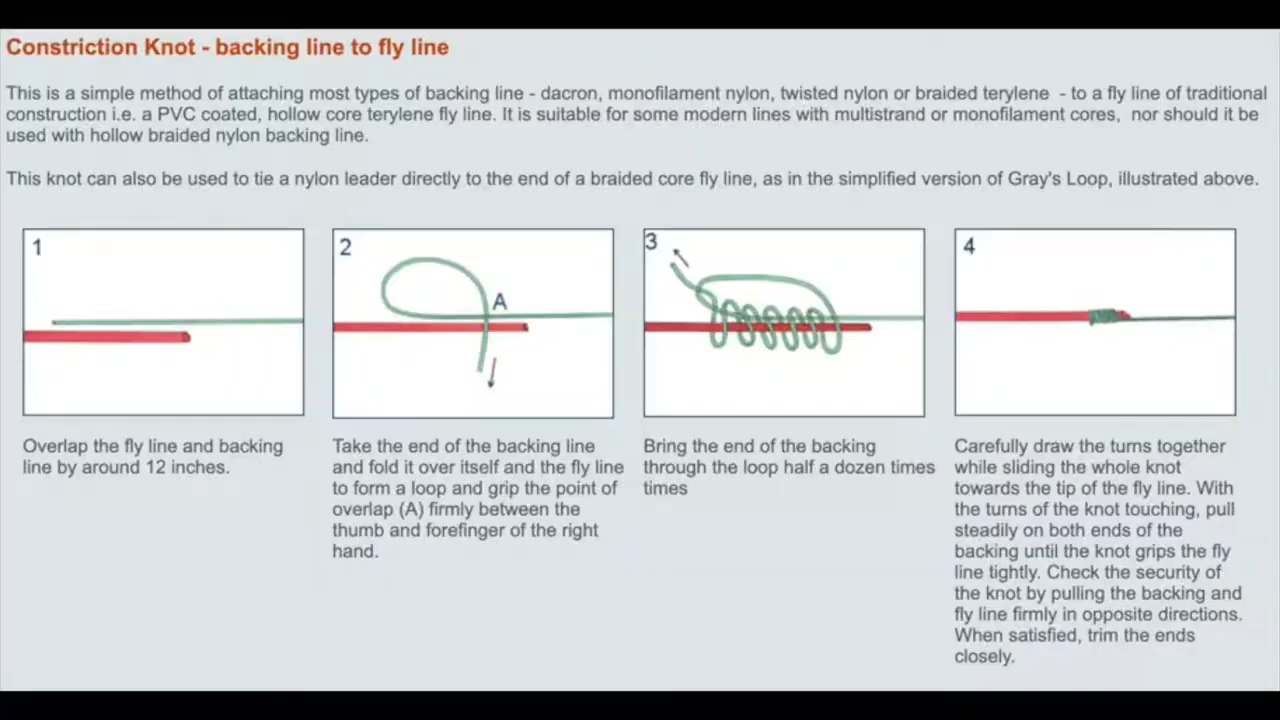 Constriction Knot - backing line to fly line
This is a simple method of attaching most types of backing line - dacron, monofilament nylon, twisted nylon or braided terylene - to a fly line of traditional
construction i.e. a PVC coated, hollow core terylene fly line. It is suitable for some modern lines with multistrand or monofilament cores, nor should it be
used with hollow braided nylon backing line.
This knot can also be used to tie a nylon leader directly to the end of a braided core fly line, as in the simplified version of Gray's Loop, illustrated above.
1
Overlap the fly line and backing
line by around 12 inches.
2
A
Take the end of the backing line
and fold it over itself and the fly line
to form a loop and grip the point of
overlap (A) firmly between the
thumb and forefinger of the right
hand.
3
Bring the end of the backing
through the loop half a dozen times
times
4
Carefully draw the turns together
while sliding the whole knot
towards the tip of the fly line. With
the turns of the knot touching, pull
steadily on both ends of the
backing until the knot grips the fly
line tightly. Check the security of
the knot by pulling the backing and
fly line firmly in opposite directions.
When satisfied, trim the ends
closely.